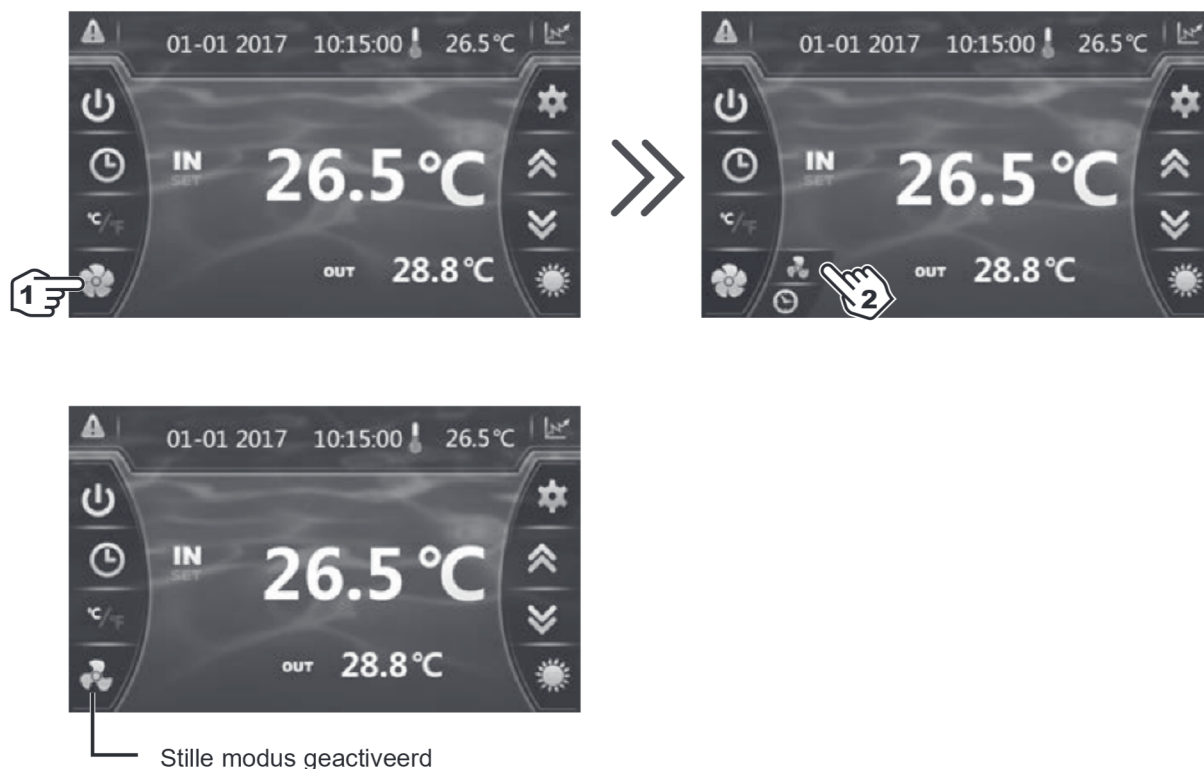 01-01 2017 10:15:00 26.5°C
IN
SET
26.5°C
°C/°F
OUT 28.8°C
1
01-01 2017 10:15:00 26.5°C
IN
SET
26.5°C
°C/°F
OUT 28.8°C
2
01-01 2017 10:15:00 26.5°C
IN
SET
26.5°C
°C/°F
OUT 28.8°C
Stille modus geactiveerd